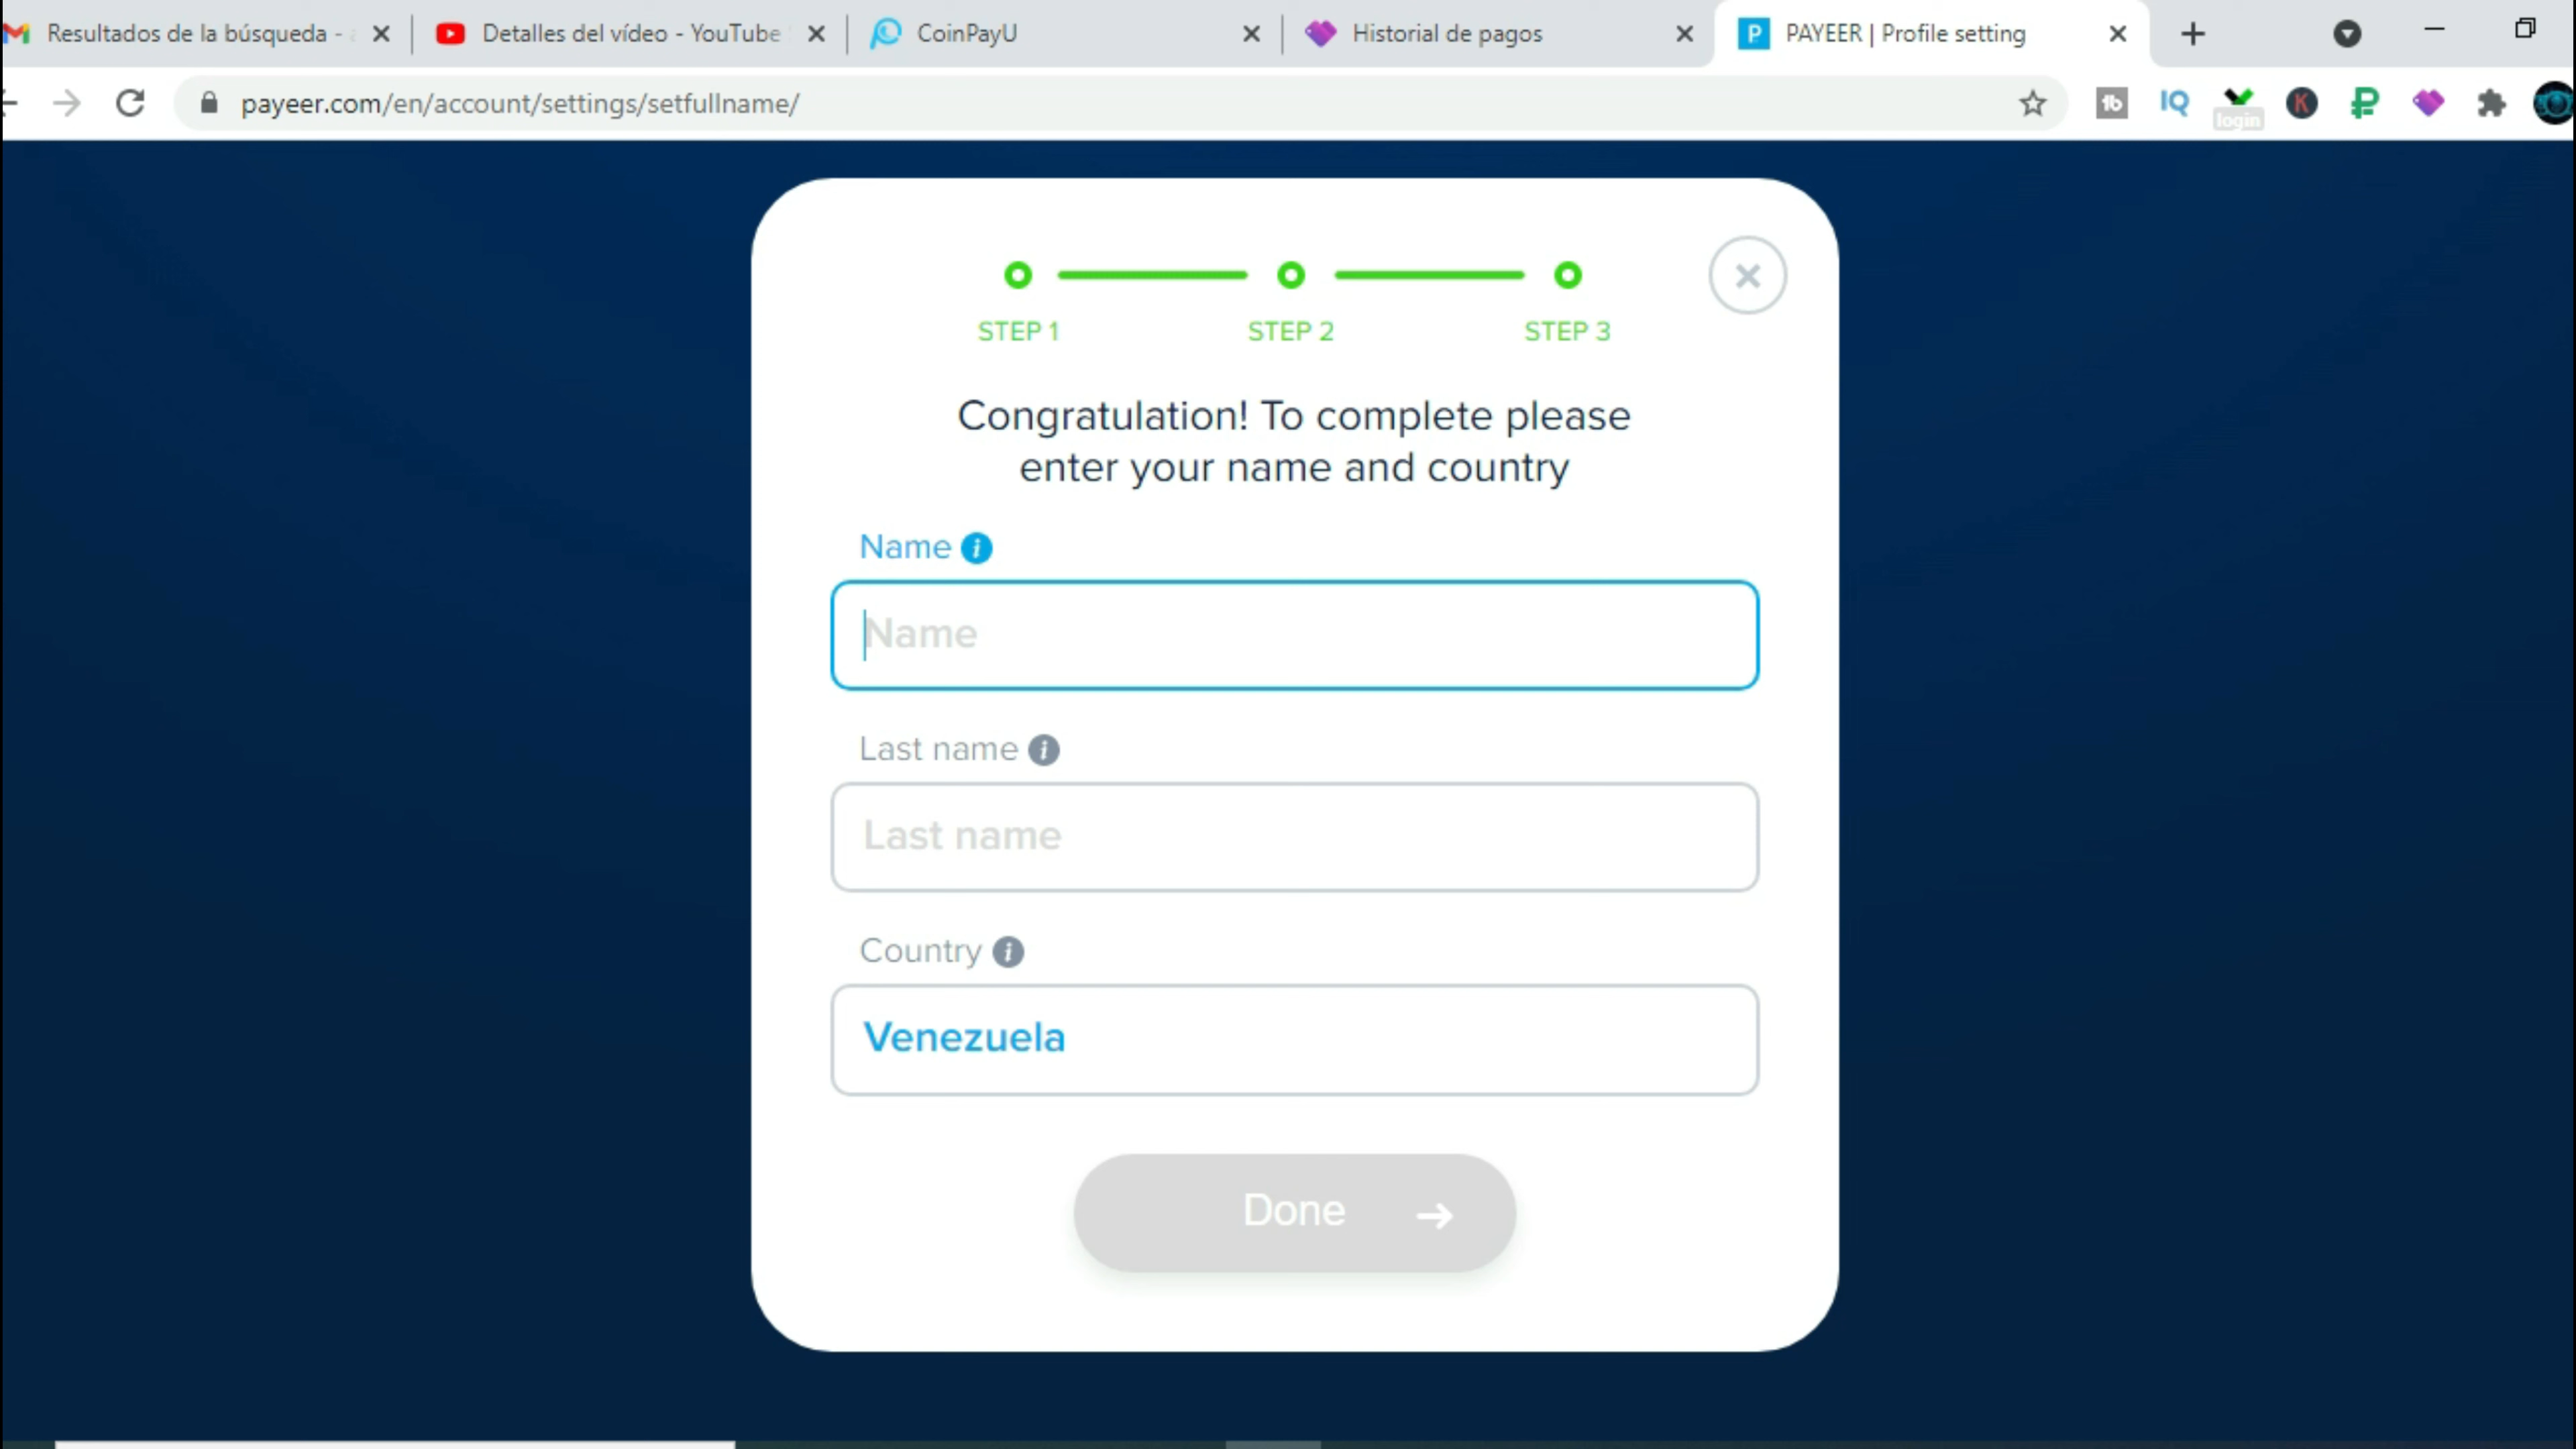 Resultados de la búsqueda -
Detalles del vídeo - YouTube
CoinPayU
Historial de pagos
PAYEER | Profile setting
payeer.com/en/account/settings/setfullname/
login
STEP 1
STEP 2
STEP 3
Congratulation! To complete please
enter your name and country
Name
Name
Last name
Last name
Country
Venezuela
Done